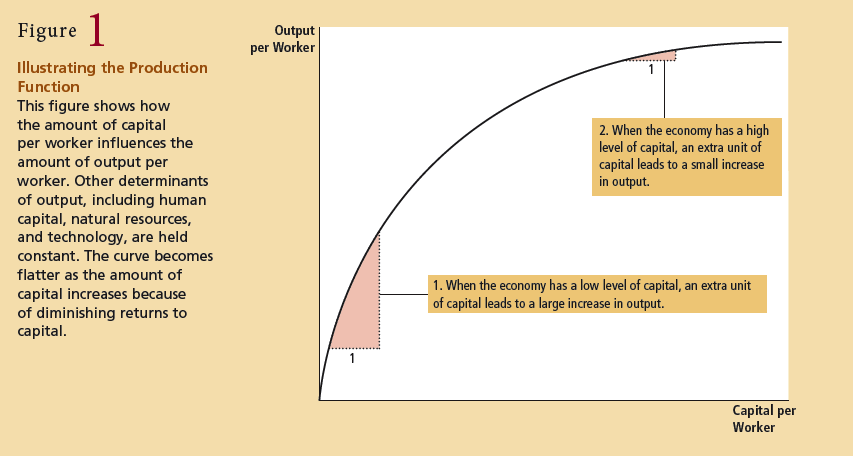 Figure 1
Illustrating the Production
Function
This figure shows how
the amount of capital
per worker influences the
amount of output per
worker. Other determinants
of output, including human
capital, natural resources,
and technology, are held
constant. The curve becomes
flatter as the amount of
capital increases because
of diminishing returns to
capital.
Output
per Worker
1
2. When the economy has a high
level of capital, an extra unit of
capital leads to a small increase
in output.
1. When the economy has a low level of capital, an extra unit
of capital leads to a large increase in output.
1
Capital per
Worker